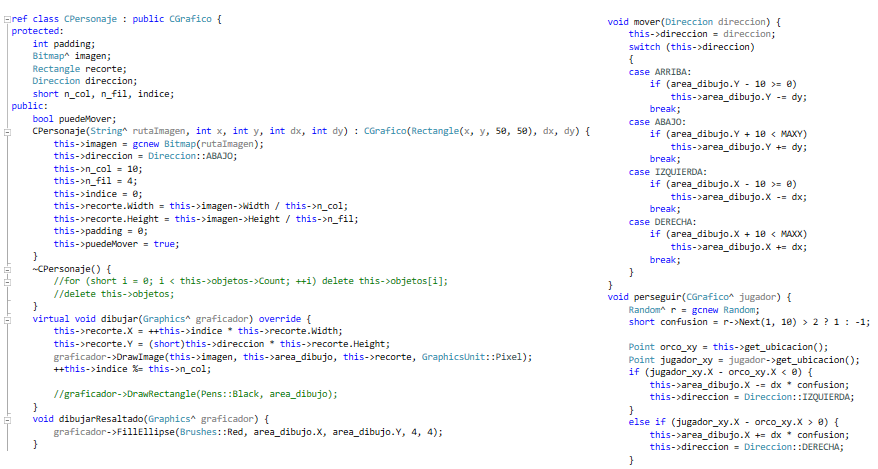 ref class CPersonaje : public CGrafico {
protected:
    int padding;
    Bitmap^ imagen;
    Rectangle recorte;
    Direccion direccion;
    short n_col, n_fil, indice;
public:
    bool puedeMover;
    CPersonaje(String^ rutaImagen, int x, int y, int dx, int dy) : CGrafico(Rectangle(x, y, 50, 50), dx, dy) {
        this->imagen = gcnew Bitmap(rutaImagen);
        this->direccion = Direccion::ABAJO;
        this->n_col = 10;
        this->n_fil = 4;
        this->indice = 0;
        this->recorte.Width = this->imagen->Width / this->n_col;
        this->recorte.Height = this->imagen->Height / this->n_fil;
        this->padding = 0;
        this->puedeMover = true;
    }
    ~CPersonaje() {
        //for (short i = 0; i < this->objetos->Count; ++i) delete this->objetos[i];
        //delete this->objetos;
    }
    virtual void dibujar(Graphics^ graficador) override {
        this->recorte.X = ++this->indice * this->recorte.Width;
        this->recorte.Y = (short)this->direccion * this->recorte.Height;
        graficador->DrawImage(this->imagen, this->area_dibujo, this->recorte, GraphicsUnit::Pixel);
        ++this->indice %= this->n_col;

        //graficador->DrawRectangle(Pens::Black, area_dibujo);
    }
    void dibujarResaltado(Graphics^ graficador) {
        graficador->FillEllipse(Brushes::Red, area_dibujo.X, area_dibujo.Y, 4, 4);
    }
void mover(Direccion direccion) {
    this->direccion = direccion;
    switch (this->direccion)
    {
    case ARRIBA:
        if (area_dibujo.Y - 10 >= 0)
            this->area_dibujo.Y -= dy;
        break;
    case ABAJO:
        if (area_dibujo.Y + 10 < MAXY)
            this->area_dibujo.Y += dy;
        break;
    case IZQUIERDA:
        if (area_dibujo.X - 10 >= 0)
            this->area_dibujo.X -= dx;
        break;
    case DERECHA:
        if (area_dibujo.X + 10 < MAXX)
            this->area_dibujo.X += dx;
        break;
    }
}
void perseguir(CGrafico^ jugador) {
    Random^ r = gcnew Random;
    short confusion = r->Next(1, 10) > 2 ? 1 : -1;

    Point orco_xy = this->get_ubicacion();
    Point jugador_xy = jugador->get_ubicacion();
    if (jugador_xy.X - orco_xy.X < 0) {
        this->area_dibujo.X -= dx * confusion;
        this->direccion = Direccion::IZQUIERDA;
    }
    else if (jugador_xy.X - orco_xy.X > 0) {
        this->area_dibujo.X += dx * confusion;
        this->direccion = Direccion::DERECHA;
    }